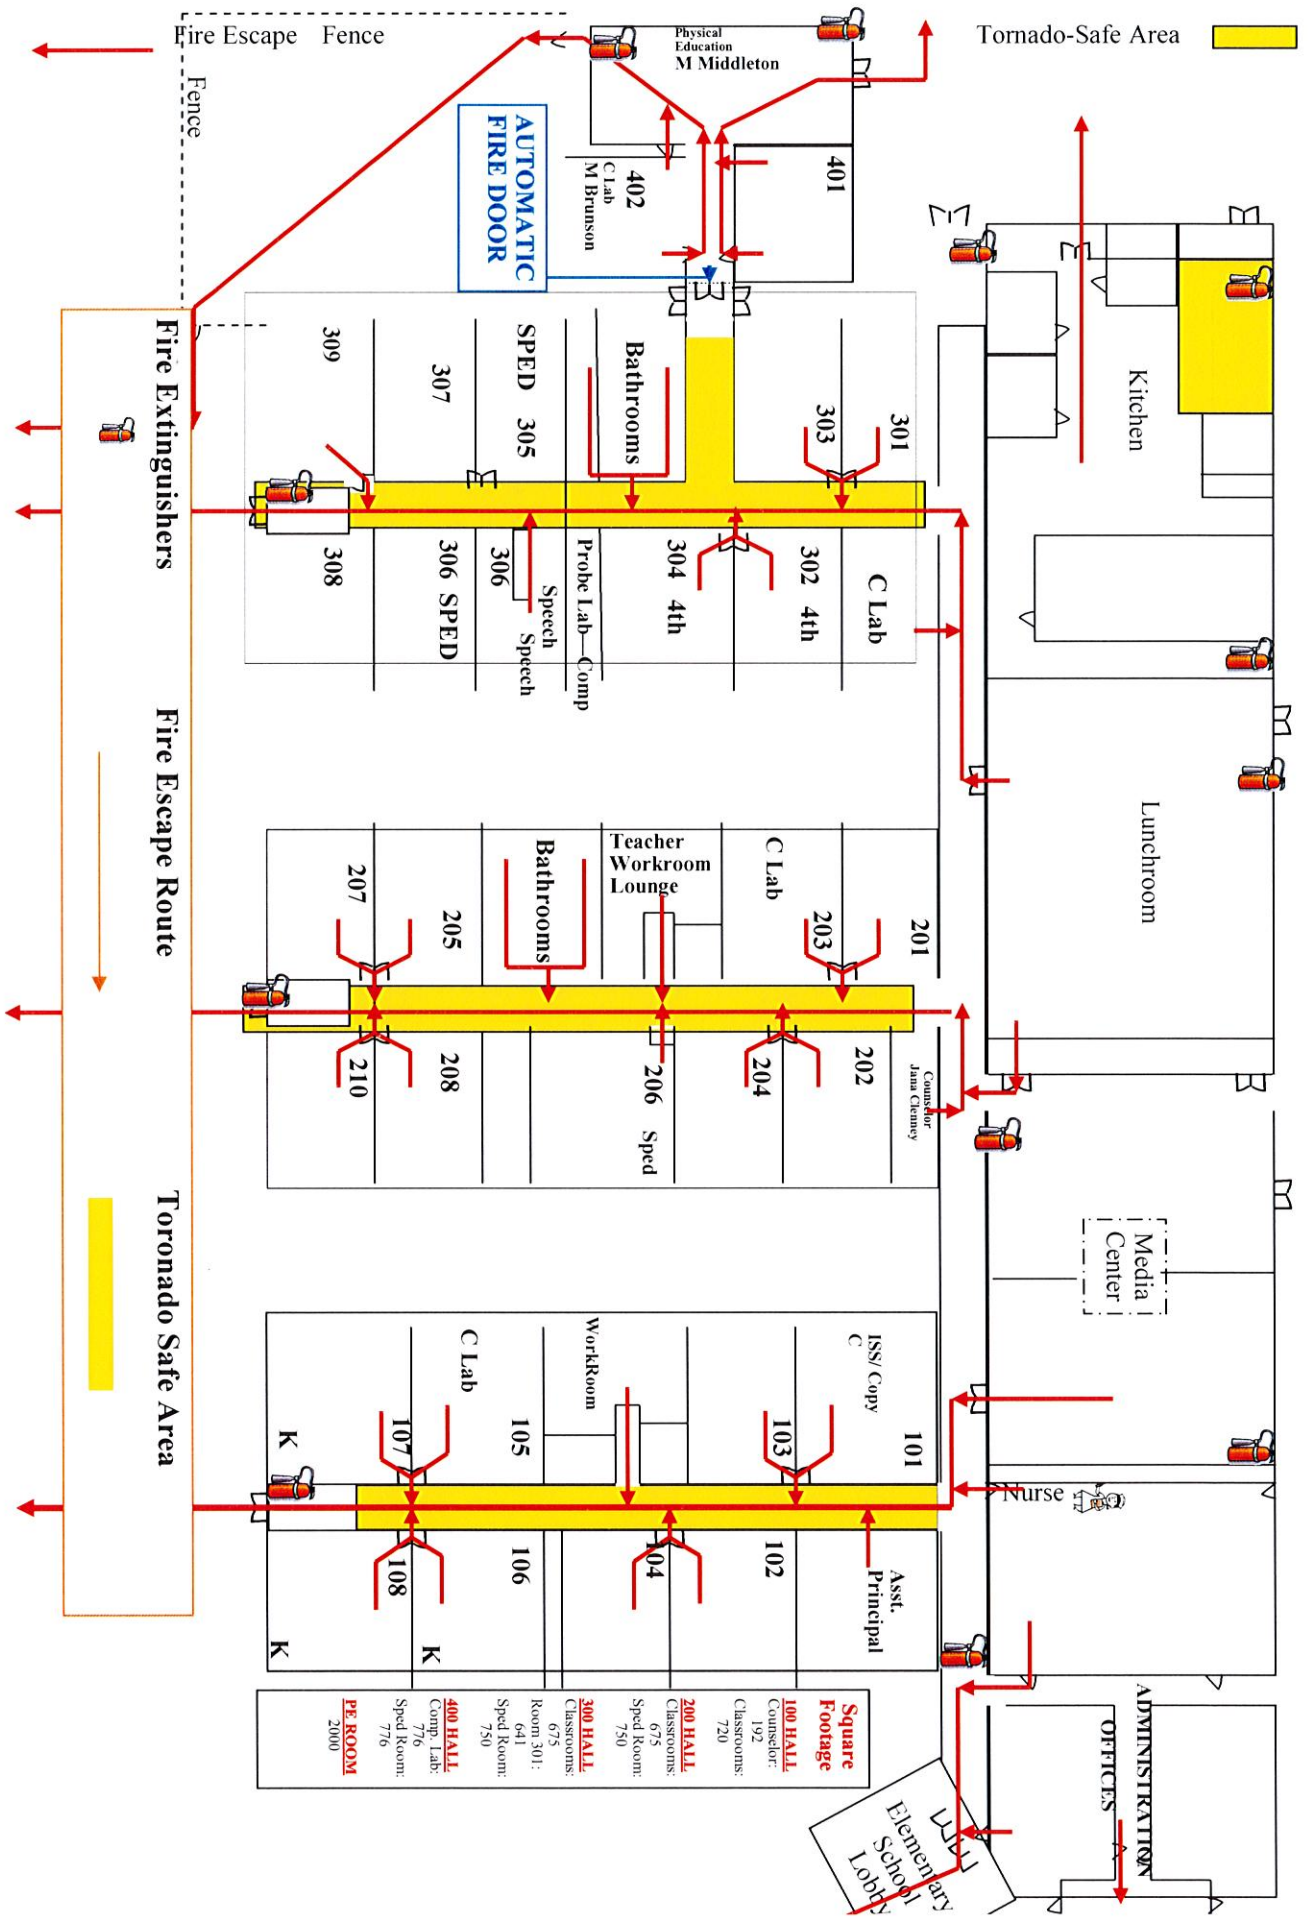 Fire Escape Fence
Fence
Physical
Education
M Middleton
Tornado-Safe Area
AUTOMATIC
FIRE DOOR
402
C Lab
M Brunson
401
Kitchen
Lunchroom
Media
Center
Nurse
ADMINISTRATION
OFFICES
Elementary
School
Lobby
309
307
SPED 305
Bathrooms
303
301
308
306 SPED
306
Speech
Speech
Probe Lab—Comp
304 4th
302 4th
C Lab
207
205
Bathrooms
Teacher
Workroom
Lounge
C Lab
203
201
210
208
206 Sped
204
202
Counselor
Jana Clenney
K
107
C Lab
105
WorkRoom
103
ISS/ Copy
C
101
K
108
K
106
104
102
Asst.
Principal
Fire Extinguishers
Fire Escape Route
Toronado Safe Area
Square
Footage
100 HALL
Counselor:
192
Classrooms:
720
200 HALL
Classrooms:
675
Sped Room:
750
300 HALL
Classrooms:
675
Room 301:
641
Sped Room:
750
400 HALL
Comp. Lab:
776
Sped Room:
776
PE ROOM
2000